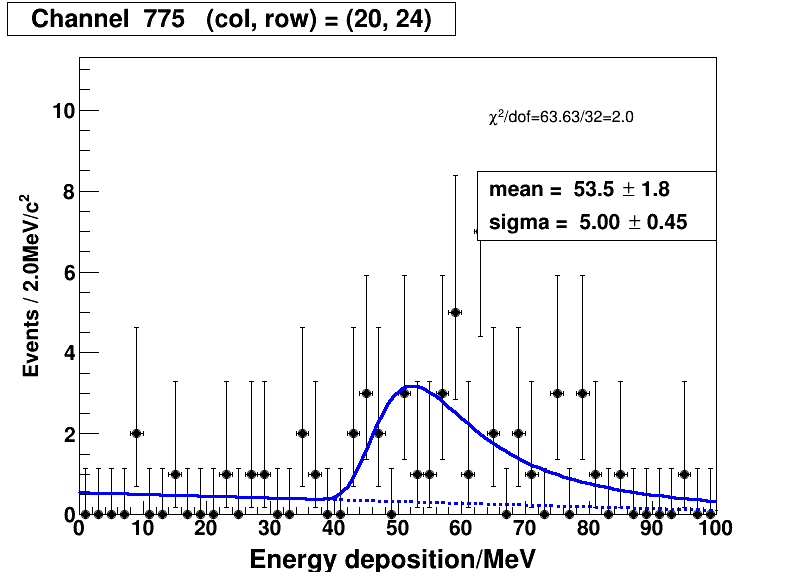 Channel 775 (col, row) = (20, 24)
χ²/dof=63.63/32=2.0
mean = 53.5 ± 1.8
sigma = 5.00 ± 0.45
Events / 2.0MeV/c²
10
8
6
4
2
0
0 10 20 30 40 50 60 70 80 90 100
Energy deposition/MeV